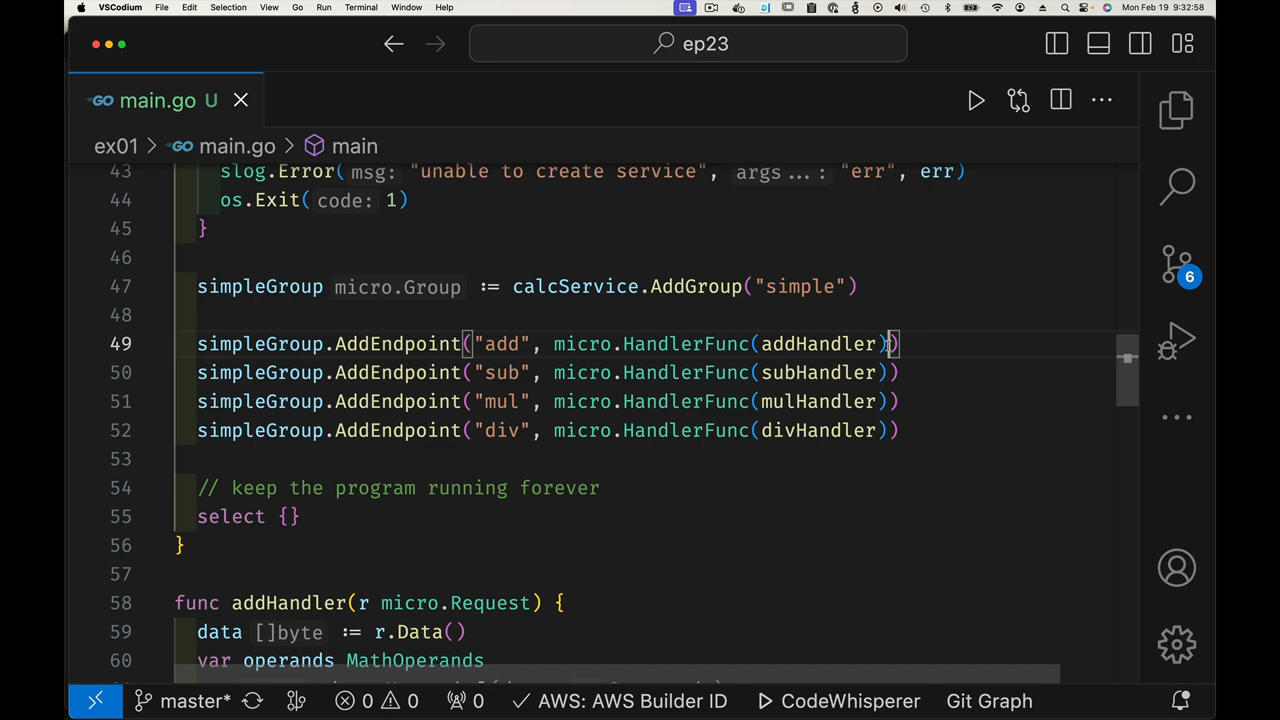 VSCodium File Edit Selection View Go Run Terminal Window Help Mon Feb 19 9:32:58
ep23
GO main.go U
ex01 > GO main.go > main
43 slog.Error(msg: "unable to create service", args...: "err", err)
44 os.Exit(code: 1)
45 }
46
47 simpleGroup micro.Group := calcService.AddGroup("simple")
48
49 simpleGroup.AddEndpoint("add", micro.HandlerFunc(addHandler))
50 simpleGroup.AddEndpoint("sub", micro.HandlerFunc(subHandler))
51 simpleGroup.AddEndpoint("mul", micro.HandlerFunc(mulHandler))
52 simpleGroup.AddEndpoint("div", micro.HandlerFunc(divHandler))
53
54 // keep the program running forever
55 select {}
56 }
57
58 func addHandler(r micro.Request) {
59 data []byte := r.Data()
60 var operands MathOperands
6
master* 0 0 0 AWS: AWS Builder ID CodeWhisperer Git Graph